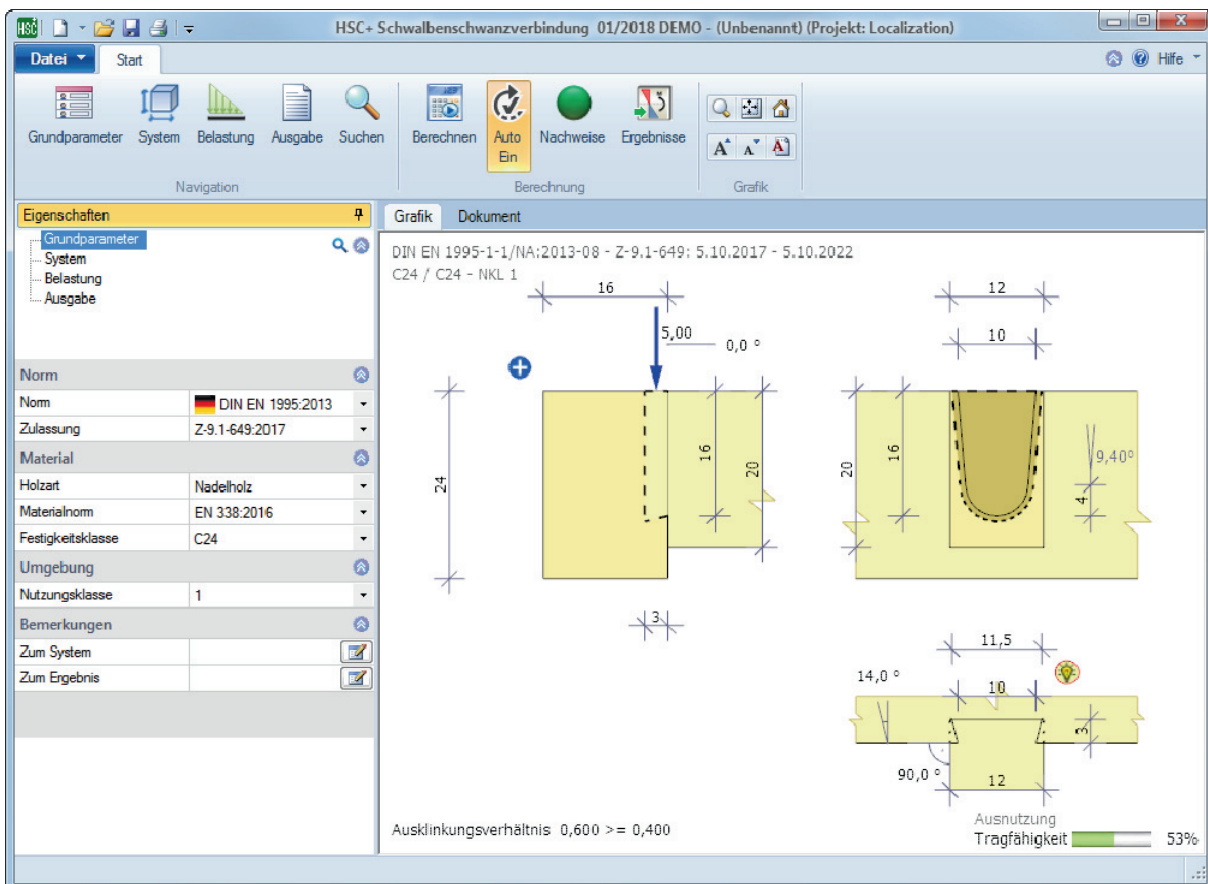 HSC HSC+ Schwalbenschwanzverbindung 01/2018 DEMO - (Unbenannt) (Projekt: Localization)
Datei Start Hilfe
Grundparameter System Belastung Ausgabe Suchen Berechnen Auto Ein Nachweise Ergebnisse
A A A
Navigation Berechnung Grafik
Eigenschaften
Grundparameter
System
Belastung
Ausgabe
Norm
Norm DIN EN 1995:2013
Zulassung Z-9.1-649:2017
Material
Holzart Nadelholz
Materialnorm EN 338:2016
Festigkeitsklasse C24
Umgebung
Nutzungsklasse 1
Bemerkungen
Zum System
Zum Ergebnis
Grafik Dokument
DIN EN 1995-1-1/NA:2013-08 - Z-9.1-649: 5.10.2017 - 5.10.2022
C24 / C24 - NKL 1
16
5,00
0,0 °
24
16
20
3
12
10
20
16
9,40°
4
11,5
14,0 °
10
3
90,0 °
12
Ausklinkungsverhältnis 0,600 >= 0,400
Ausnutzung
Tragfähigkeit 53%